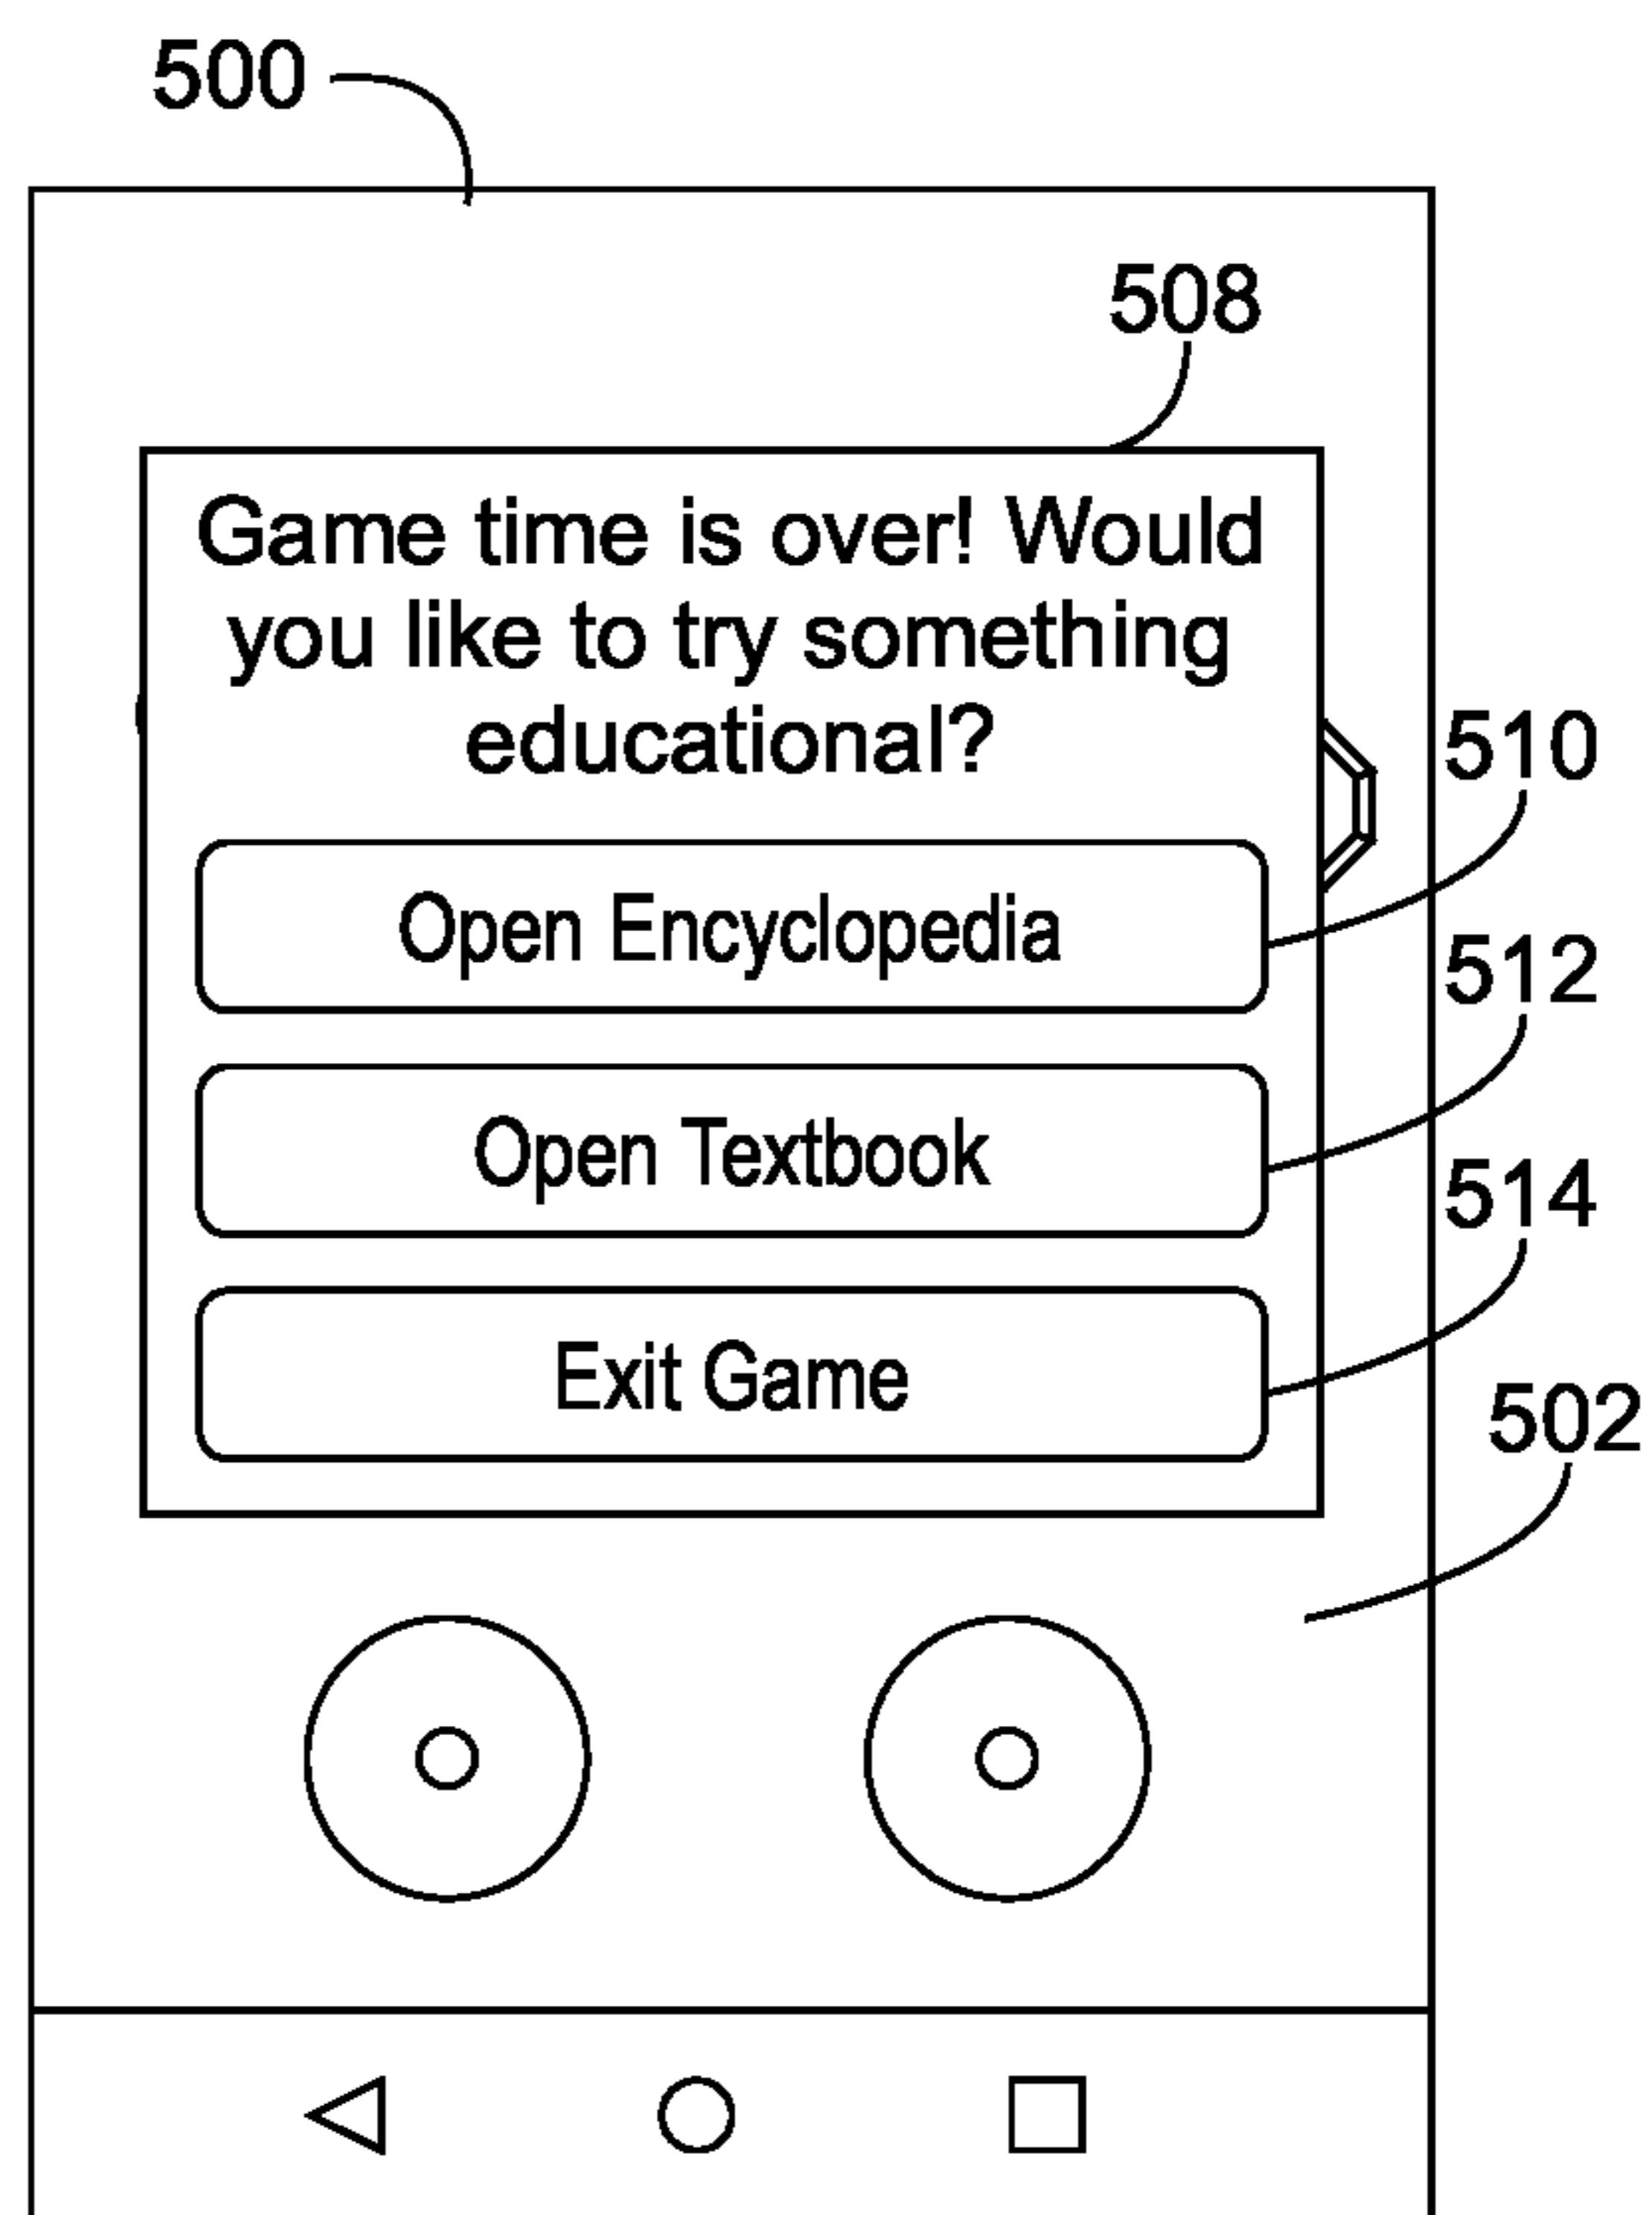 500
508
Game time is over! Would
you like to try something
educational?
510
Open Encyclopedia
512
Open Textbook
514
Exit Game
502